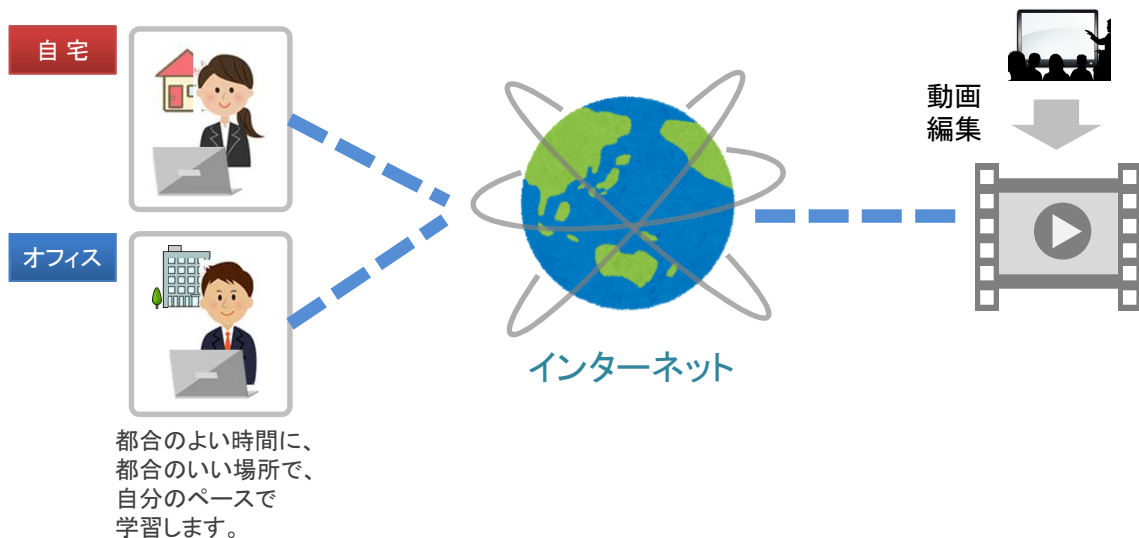 自宅
動画
編集
オフィス
インターネット
都合のよい時間に、
都合のいい場所で、
自分のペースで
学習します。